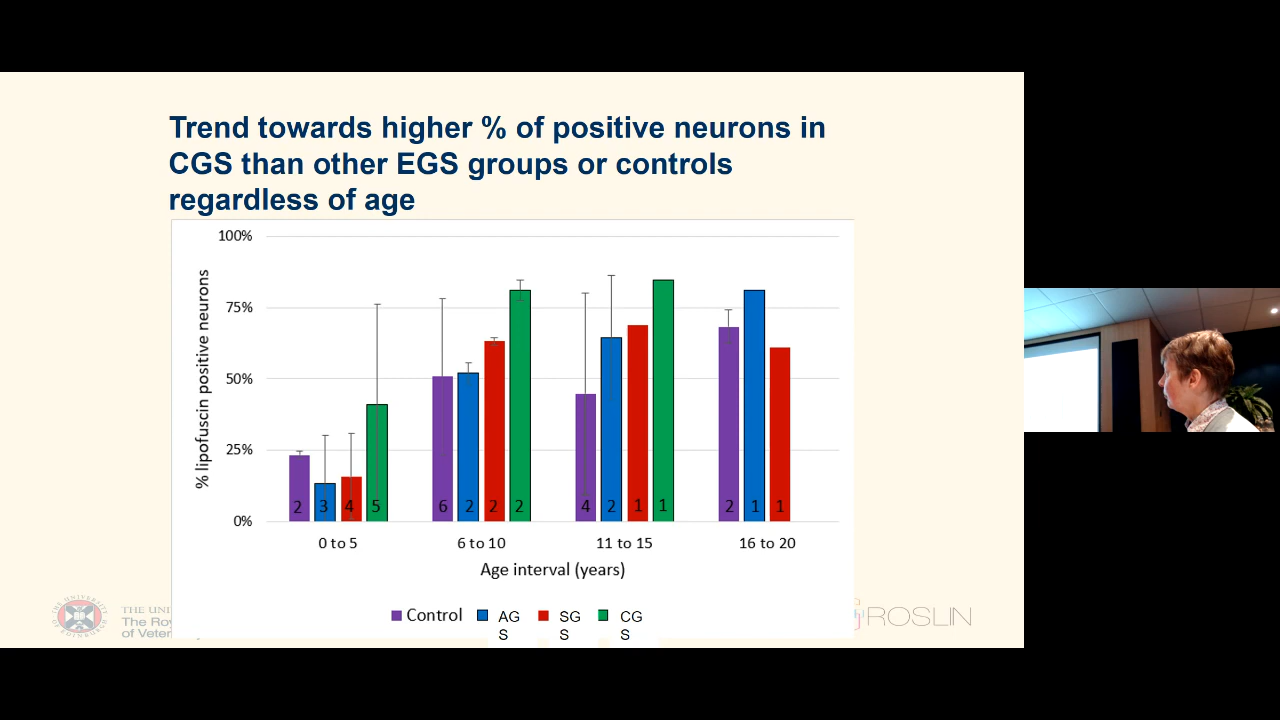 Trend towards higher % of positive neurons in
CGS than other EGS groups or controls
regardless of age
100%
75%
50%
25%
0%
% lipofuscin positive neurons
2 3 4 5 6 2 2 2 4 2 1 1 2 1 1
0 to 5 6 to 10 11 to 15 16 to 20
Age interval (years)
Control AG SG CG
S S S
THE UNI
The Roy
of Veter
ROSLIN